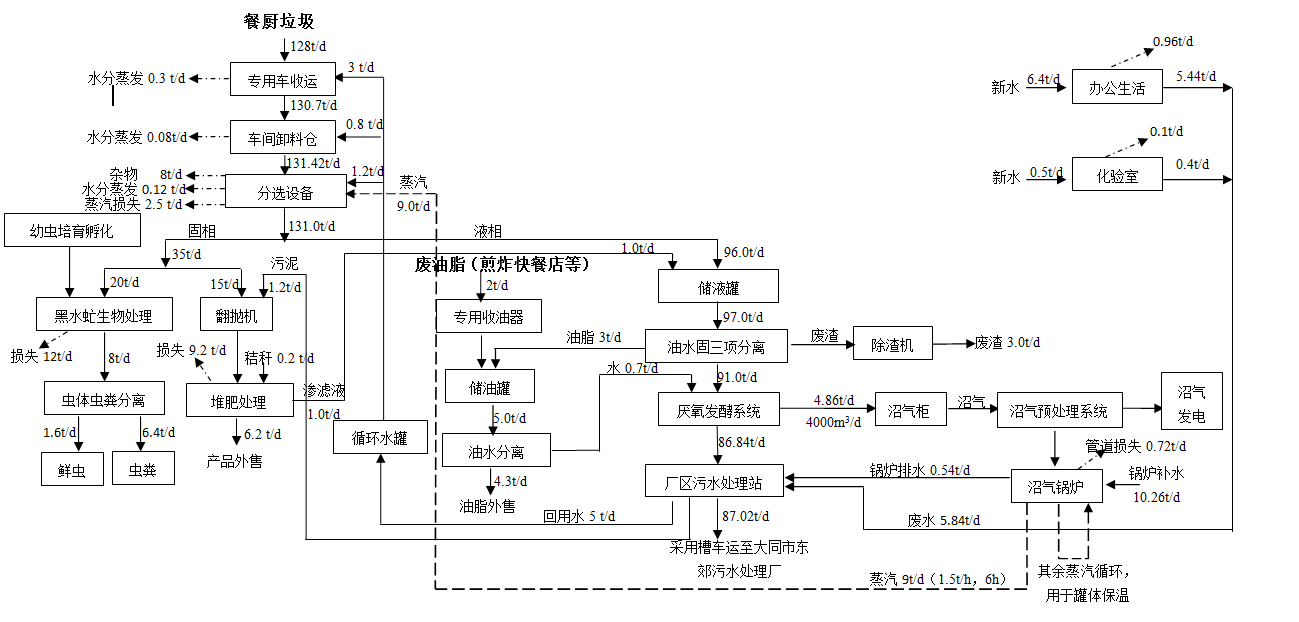 餐厨垃圾
128t/d
水分蒸发 0.3 t/d
专用车收运
3 t/d
130.7t/d
水分蒸发 0.08t/d
车间卸料仓
0.8 t/d
131.42t/d
杂物 8t/d
水分蒸发 0.12 t/d
蒸汽损失 2.5 t/d
分选设备
1.2t/d
蒸汽
9.0t/d
131.0t/d
新水
6.4t/d
办公生活
0.96t/d
5.44t/d
新水
0.5t/d
化验室
0.1t/d
0.4t/d
幼虫培育孵化
固相
液相
35t/d
1.0t/d
96.0t/d
20t/d
15t/d
污泥
1.2t/d
废油脂（煎炸快餐店等）
2t/d
储液罐
黑水虻生物处理
翻抛机
专用收油器
97.0t/d
损失 12t/d
8t/d
损失 9.2 t/d
秸秆 0.2 t/d
油脂 3t/d
油水固三项分离
废渣
除渣机
废渣 3.0t/d
虫体虫粪分离
堆肥处理
渗滤液
1.0t/d
储油罐
水 0.7t/d
91.0t/d
厌氧发酵系统
4.86t/d
4000m³/d
沼气柜
沼气
沼气预处理系统
沼气
发电
1.6t/d
6.4t/d
6.2 t/d
循环水罐
5.0t/d
油水分离
86.84t/d
鲜虫
虫粪
产品外售
4.3t/d
油脂外售
厂区污水处理站
锅炉排水 0.54t/d
管道损失 0.72t/d
沼气锅炉
锅炉补水
10.26t/d
回用水 5 t/d
87.02t/d
废水 5.84t/d
采用槽车运至大同市东
郊污水处理厂
蒸汽 9t/d（1.5t/h，6h）
其余蒸汽循环，
用于罐体保温